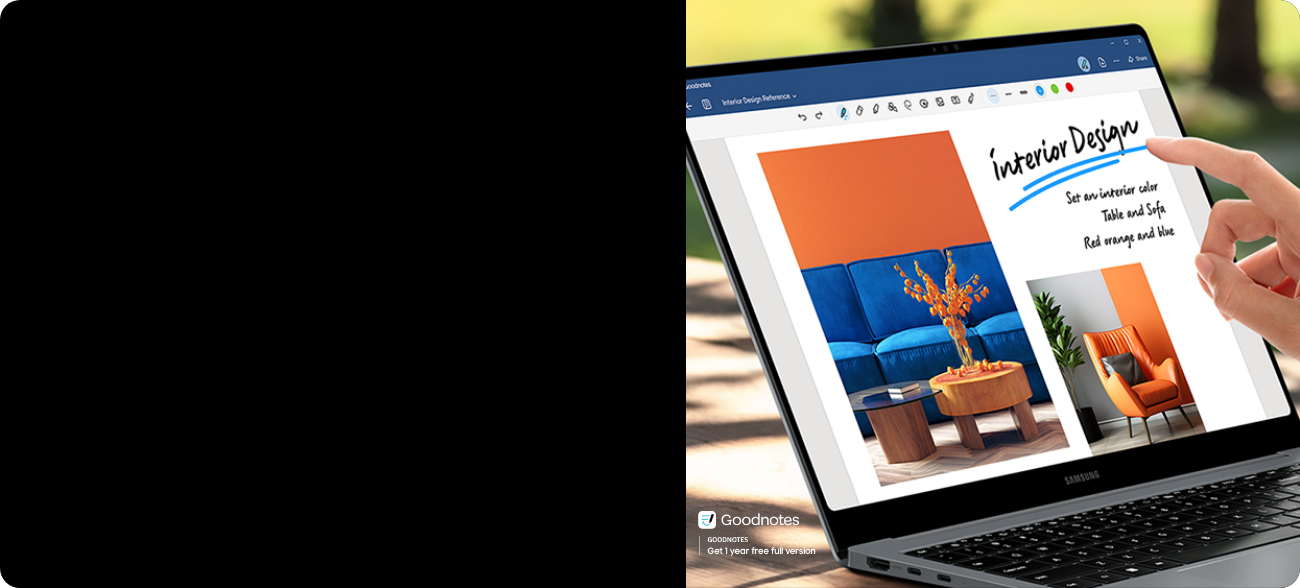 Goodnotes
Interior Design Reference
Share
interior Design
Set an interior color
Table and Sofa
Red orange and blue
SAMSUNG
Goodnotes
GOODNOTES
Get 1 year free full version